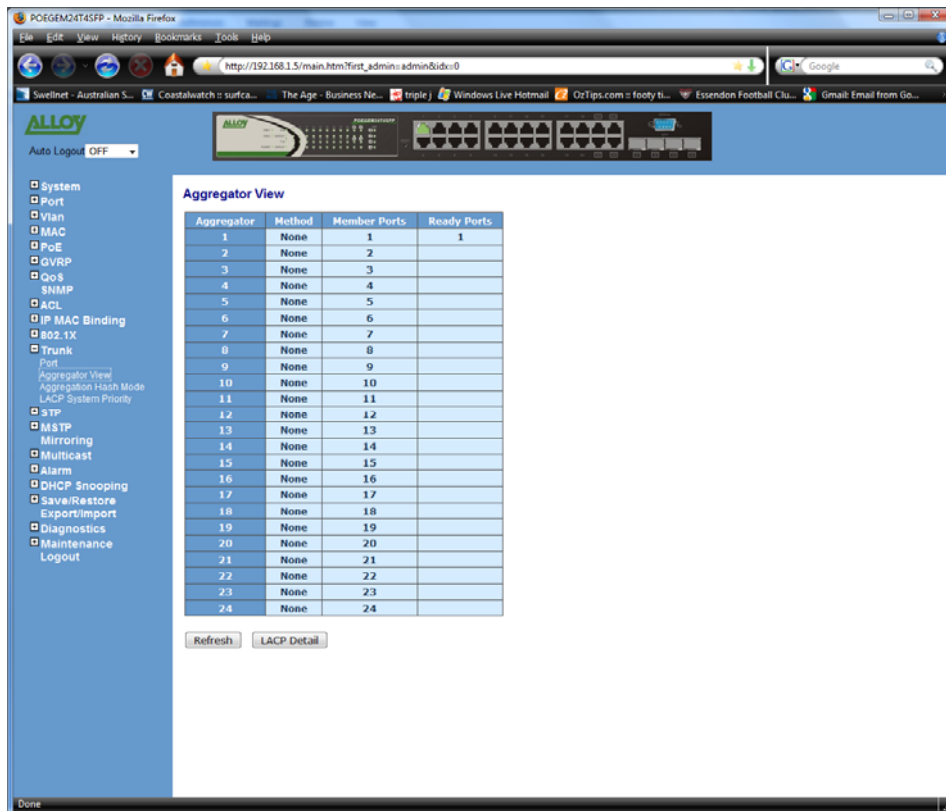 POEGEM24T4SFP - Mozilla Firefox
File Edit View History Bookmarks Tools Help
http://192.168.1.5/main.htm?first_admin=admin&idx=0
Google
Swellnet - Australian S... Coastalwatch :: surfca... The Age - Business Ne... triple j Windows Live Hotmail OzTips.com :: footy ti... Essendon Football Clu... Gmail: Email from Go...
ALLOY
Auto Logout OFF
ALLOY
System
Port
Vlan
MAC
PoE
GVRP
QoS
SNMP
ACL
IP MAC Binding
802.1X
Trunk
Port
Aggregator View
Aggregation Hash Mode
LACP System Priority
STP
MSTP
Mirroring
Multicast
Alarm
DHCP Snooping
Save/Restore
Export/Import
Diagnostics
Maintenance
Logout
Aggregator View
Aggregator Method Member Ports Ready Ports
1 None 1 1
2 None 2
3 None 3
4 None 4
5 None 5
6 None 6
7 None 7
8 None 8
9 None 9
10 None 10
11 None 11
12 None 12
13 None 13
14 None 14
15 None 15
16 None 16
17 None 17
18 None 18
19 None 19
20 None 20
21 None 21
22 None 22
23 None 23
24 None 24
Refresh LACP Detail
Done